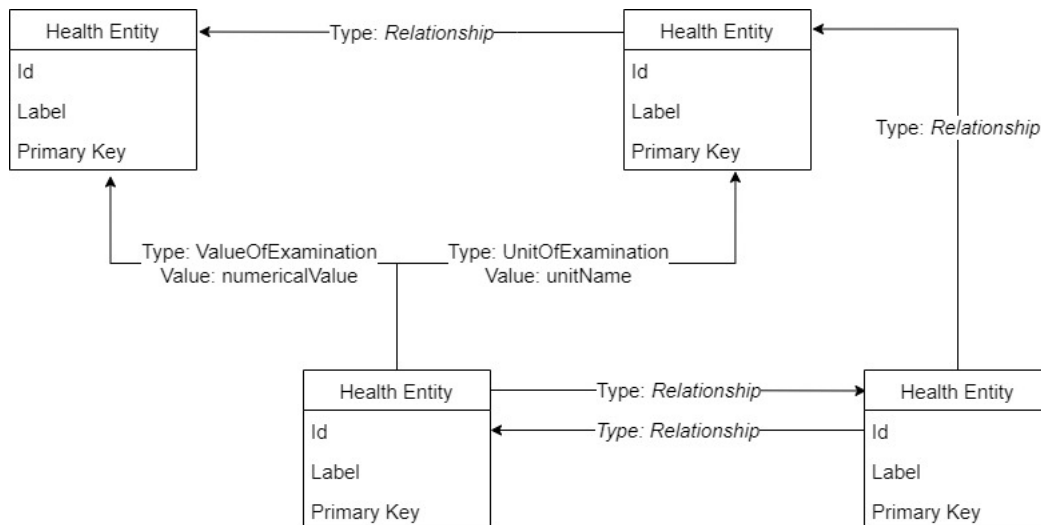 Health Entity
Id
Label
Primary Key
Type: Relationship
Health Entity
Id
Label
Primary Key
Type: Relationship
Type: ValueOfExamination
Value: numericalValue
Type: UnitOfExamination
Value: unitName
Health Entity
Id
Label
Primary Key
Type: Relationship
Type: Relationship
Health Entity
Id
Label
Primary Key